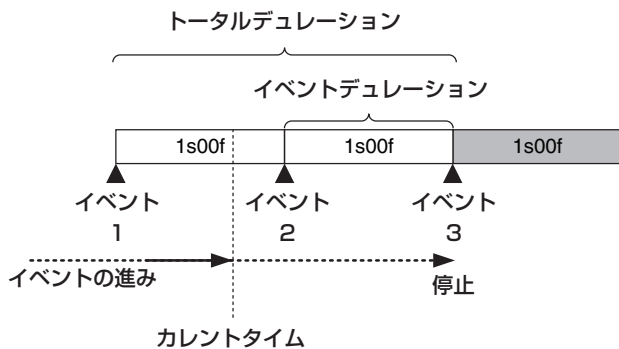 トータルデュレーション
イベントデュレーション
1s00f 1s00f 1s00f
イベント イベント イベント
1 2 3
イベントの進み 停止
カレントタイム